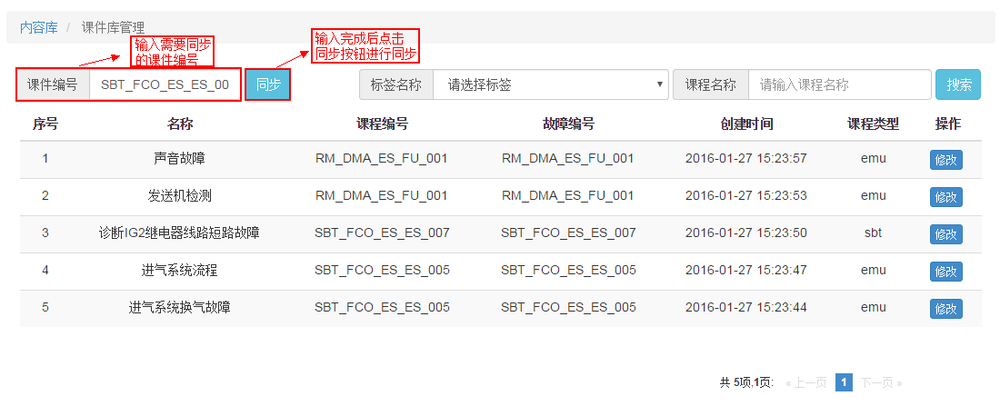 内容库 / 课件库管理
输入需要同步
的课件编号
输入完成后点击
同步按钮进行同步
课件编号 SBT_FCO_ES_ES_00 同步 标签名称 请选择标签 课程名称 请输入课程名称 搜索
序号 名称 课程编号 故障编号 创建时间 课程类型 操作
1 声音故障 RM_DMA_ES_FU_001 RM_DMA_ES_FU_001 2016-01-27 15:23:57 emu 修改
2 发送机检测 RM_DMA_ES_FU_001 RM_DMA_ES_FU_001 2016-01-27 15:23:53 emu 修改
3 诊断IG2继电器线路短路故障 SBT_FCO_ES_ES_007 SBT_FCO_ES_ES_007 2016-01-27 15:23:50 sbt 修改
4 进气系统流程 SBT_FCO_ES_ES_005 SBT_FCO_ES_ES_005 2016-01-27 15:23:47 emu 修改
5 进气系统换气故障 SBT_FCO_ES_ES_005 SBT_FCO_ES_ES_005 2016-01-27 15:23:44 emu 修改
共 5项,1页: « 上一页 1 下一页 »